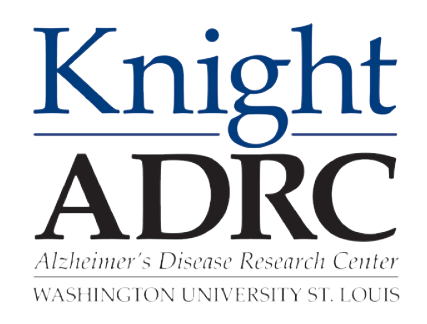 Knight
ADRC
Alzheimer's Disease Research Center
WASHINGTON UNIVERSITY ST. LOUIS